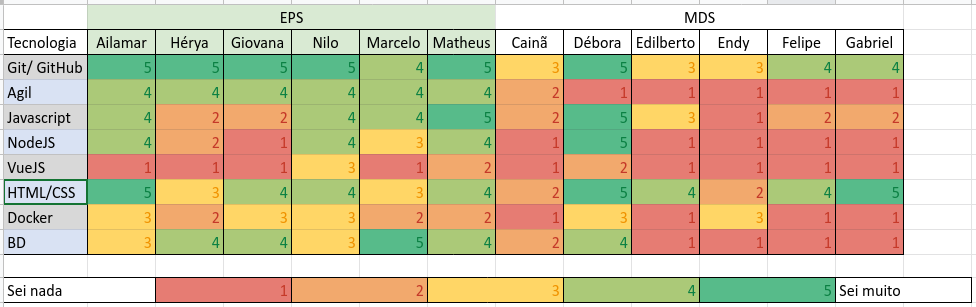 EPS MDS
Tecnologia Ailamar Hérya Giovana Nilo Marcelo Matheus Cainã Débora Edilberto Endy Felipe Gabriel
Git/ GitHub 5 5 5 5 4 5 3 5 3 3 4 4
Agil 4 4 4 4 4 4 2 1 1 1 1 1
Javascript 4 2 2 4 4 5 2 5 3 1 2 2
NodeJS 4 2 1 4 3 4 1 5 1 1 1 1
VueJS 1 1 1 3 1 2 1 2 1 1 1 1
HTML/CSS 5 3 4 4 3 4 2 5 4 2 4 5
Docker 3 2 3 3 2 2 1 3 1 3 1 1
BD 3 4 4 3 5 4 2 4 1 1 1 1
Sei nada 1 2 3 4 5 Sei muito